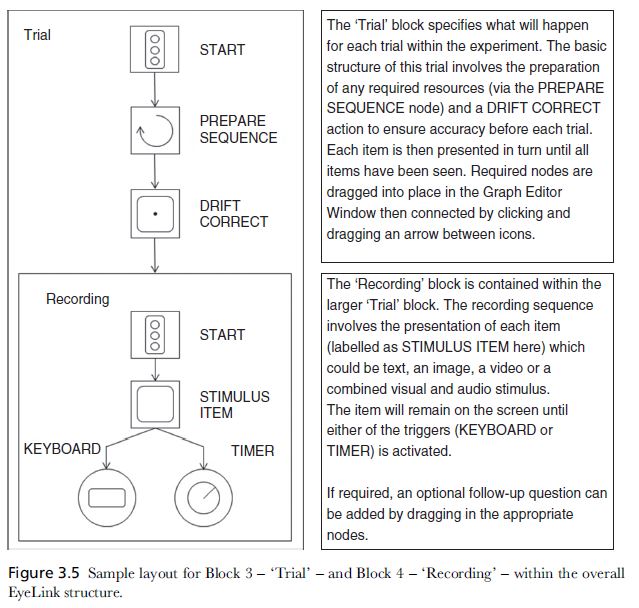 Trial
START
PREPARE
SEQUENCE
DRIFT
CORRECT
Recording
START
STIMULUS
ITEM
KEYBOARD
TIMER
The ‘Trial’ block specifies what will happen
for each trial within the experiment. The basic
structure of this trial involves the preparation
of any required resources (via the PREPARE
SEQUENCE node) and a DRIFT CORRECT
action to ensure accuracy before each trial.
Each item is then presented in turn until all
items have been seen. Required nodes are
dragged into place in the Graph Editor
Window then connected by clicking and
dragging an arrow between icons.
The ‘Recording’ block is contained within the
larger ‘Trial’ block. The recording sequence
involves the presentation of each item
(labelled as STIMULUS ITEM here) which
could be text, an image, a video or a
combined visual and audio stimulus.
The item will remain on the screen until
either of the triggers (KEYBOARD or
TIMER) is activated.
If required, an optional follow-up question can
be added by dragging in the appropriate
nodes.
Figure 3.5 Sample layout for Block 3 – ‘Trial’ – and Block 4 – ‘Recording’ – within the overall
EyeLink structure.